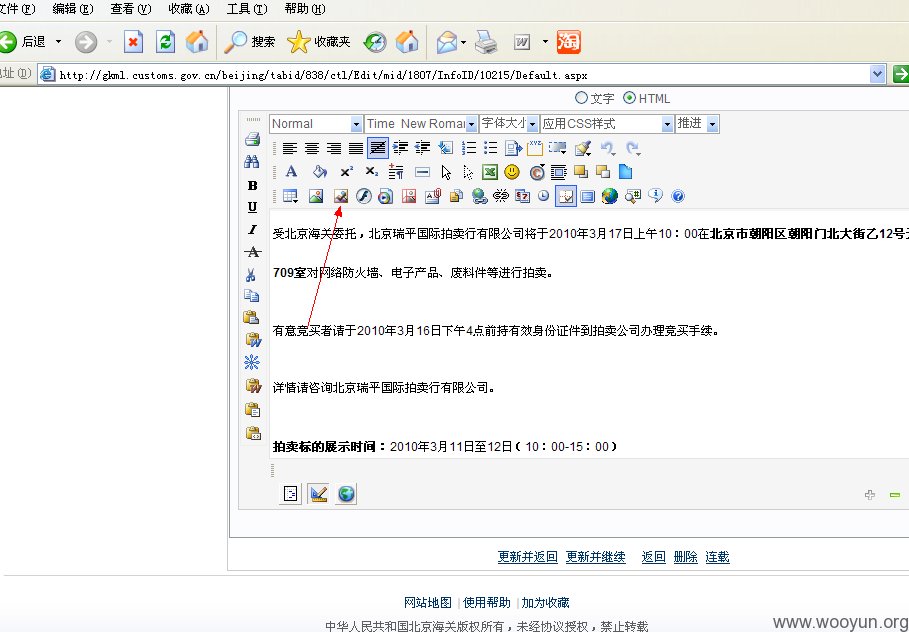 文件(F) 编辑(E) 查看(V) 收藏(A) 工具(T) 帮助(H)
后退 搜索 收藏夹
地址(D) http://gkml.customs.gov.cn/beijing/tabid/838/ctl/Edit/mid/1807/InfoID/10215/Default.aspx
文字 HTML
Normal Time New Roman 字体大小 应用CSS样式 推进
受北京海关委托，北京瑞平国际拍卖行有限公司将于2010年3月17日上午10：00在北京市朝阳区朝阳门北大街乙12号
709室对网络防火墙、电子产品、废料件等进行拍卖。
有意竞买者请于2010年3月16日下午4点前持有效身份证件到拍卖公司办理竞买手续。
详情请咨询北京瑞平国际拍卖行有限公司。
拍卖标的展示时间：2010年3月11日至12日（10：00-15：00）
更新并返回 更新并继续 返回 删除 连载
网站地图 | 使用帮助 | 加为收藏
中华人民共和国北京海关版权所有，未经协议授权，禁止转载
www.wooyun.org